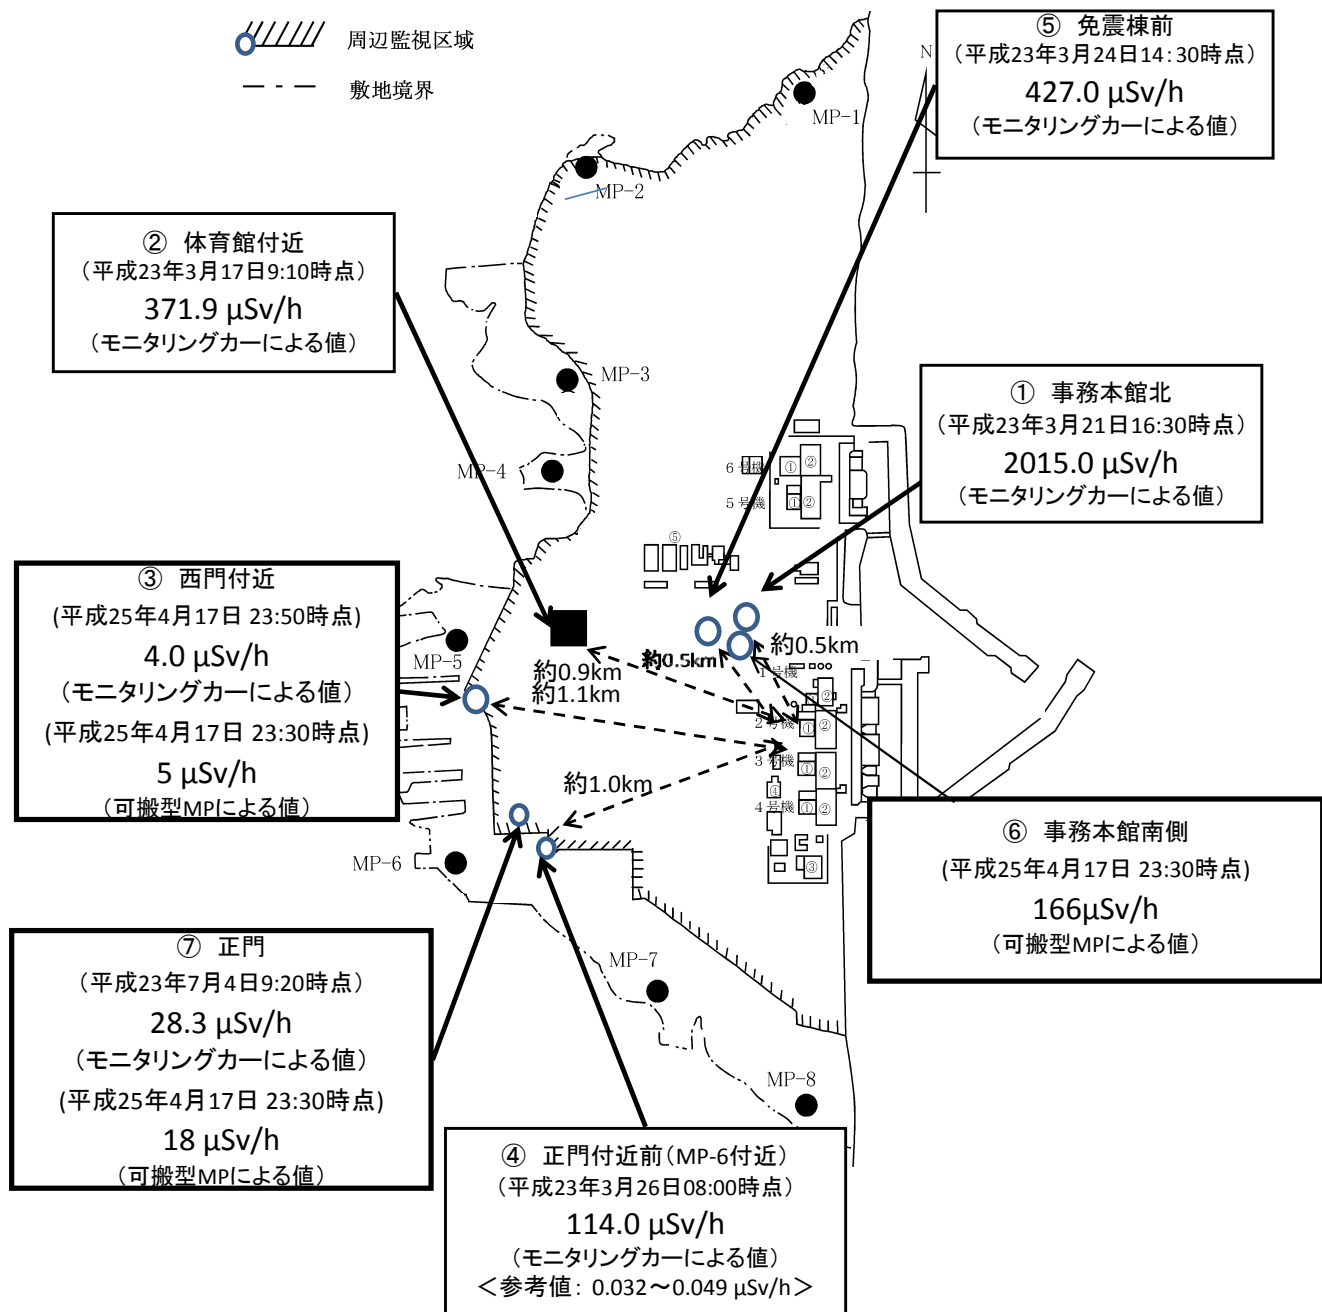 周辺監視区域
敷地境界
⑤ 免震棟前
（平成23年3月24日14:30時点）
427.0 μSv/h
（モニタリングカーによる値）
N
MP-1
MP-2
② 体育館付近
（平成23年3月17日9:10時点）
371.9 μSv/h
（モニタリングカーによる値）
MP-3
① 事務本館北
（平成23年3月21日16:30時点）
2015.0 μSv/h
（モニタリングカーによる値）
MP-4
6号機
① ②
5号機
① ②
⑤
③ 西門付近
(平成25年4月17日 23:50時点)
4.0 μSv/h
（モニタリングカーによる値）
(平成25年4月17日 23:30時点)
5 μSv/h
（可搬型MPによる値）
MP-5
約0.9km
約1.1km
約0.5km
約0.5km
1号機
②
2号機
① ②
3号機
① ②
④
4号機
① ②
③
約1.0km
MP-6
⑥ 事務本館南側
(平成25年4月17日 23:30時点)
166μSv/h
（可搬型MPによる値）
⑦ 正門
（平成23年7月4日9:20時点）
28.3 μSv/h
（モニタリングカーによる値）
(平成25年4月17日 23:30時点)
18 μSv/h
（可搬型MPによる値）
MP-7
MP-8
④ 正門付近前（MP-6付近）
（平成23年3月26日08:00時点）
114.0 μSv/h
（モニタリングカーによる値）
＜参考値: 0.032～0.049 μSv/h＞